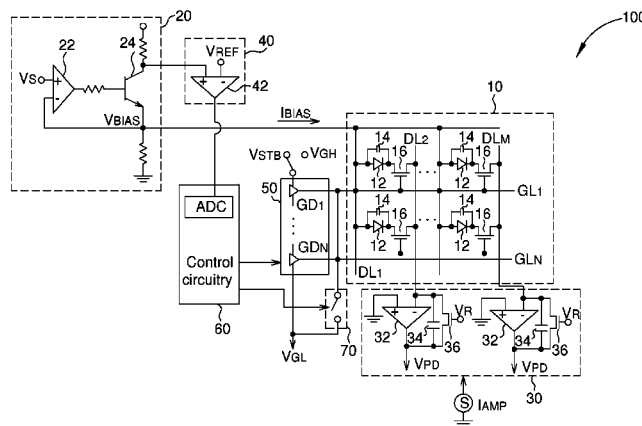 100
20
22
24
VS
VBIAS
40
VREF
42
IBIAS
10
14
DL2
14
DLM
16
16
12
12
GL1
14
14
16
16
12
12
GLN
DL1
VSTB
VGH
50
GD1
GDN
ADC
Control
circuitry
60
70
VGL
VR
32
34
36
VPD
VR
32
34
36
VPD
30
S
IAMP